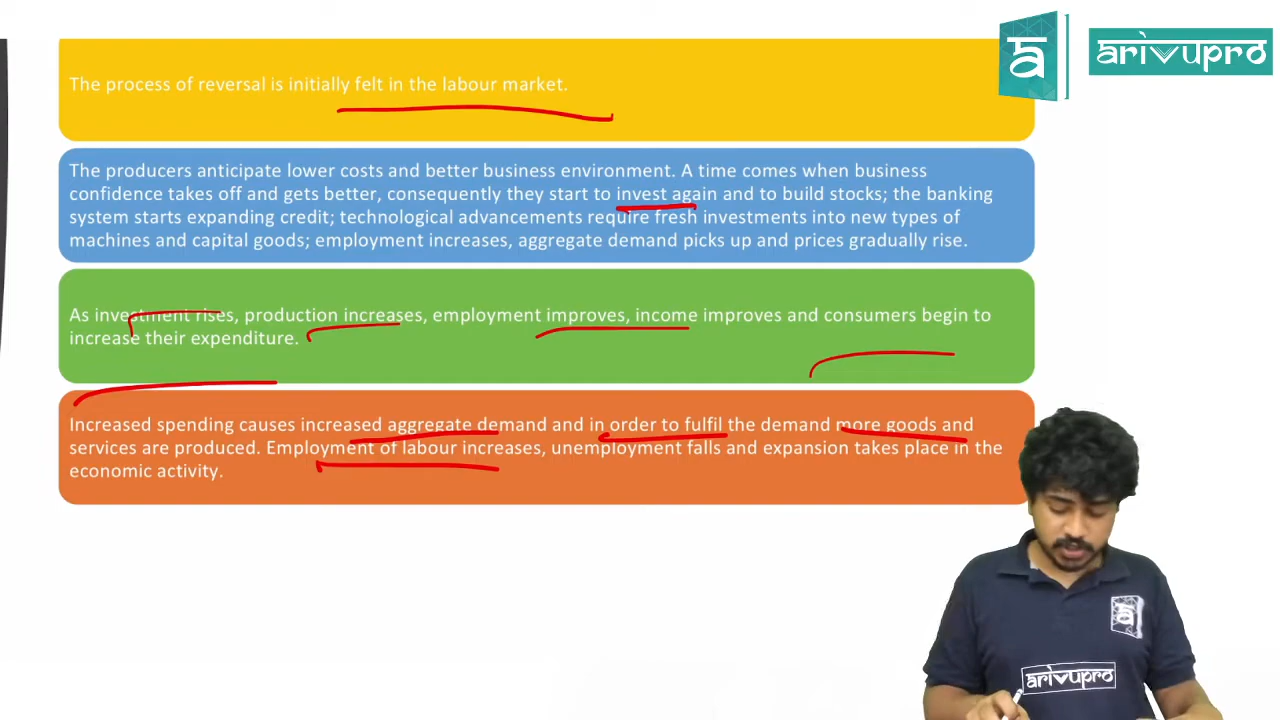 ā
arivupro
The process of reversal is initially felt in the labour market.
The producers anticipate lower costs and better business environment. A time comes when business
confidence takes off and gets better, consequently they start to invest again and to build stocks; the banking
system starts expanding credit; technological advancements require fresh investments into new types of
machines and capital goods; employment increases, aggregate demand picks up and prices gradually rise.
As investment rises, production increases, employment improves, income improves and consumers begin to
increase their expenditure.
Increased spending causes increased aggregate demand and in order to fulfil the demand more goods and
services are produced. Employment of labour increases, unemployment falls and expansion takes place in the
economic activity.
ā
arivupro